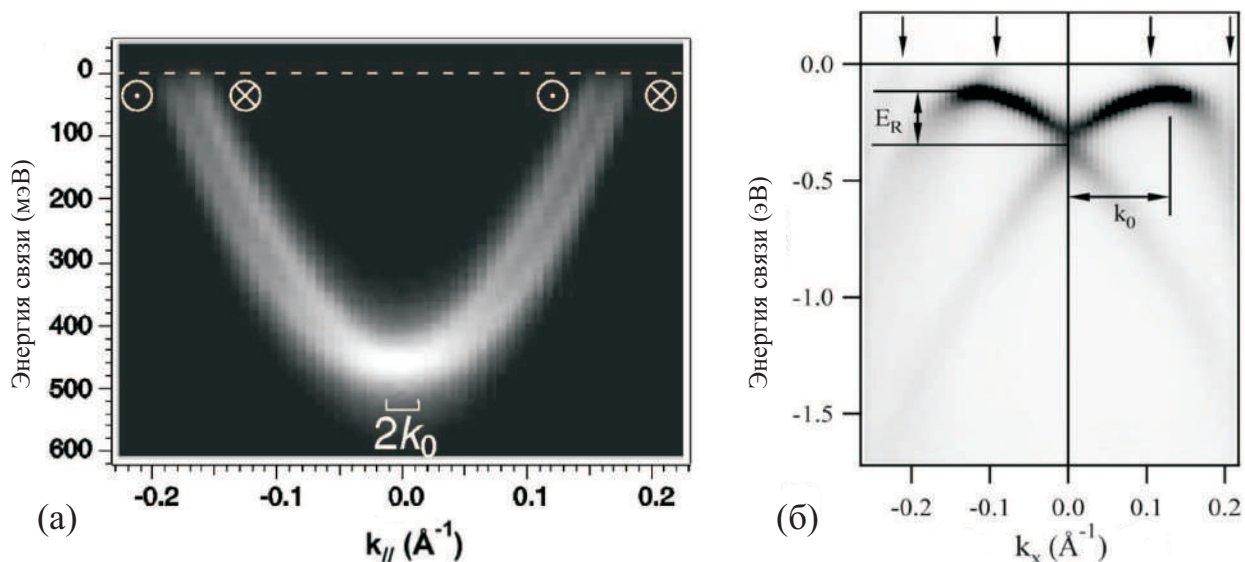 Энергия связи (мэВ)
0
100
200
300
400
500
600
2k₀
-0.2
-0.1
0.0
0.1
0.2
k// (Å⁻¹)
(а)
Энергия связи (эВ)
0.0
-0.5
-1.0
-1.5
E_R
k₀
-0.2
-0.1
0.0
0.1
0.2
kₓ (Å⁻¹)
(б)